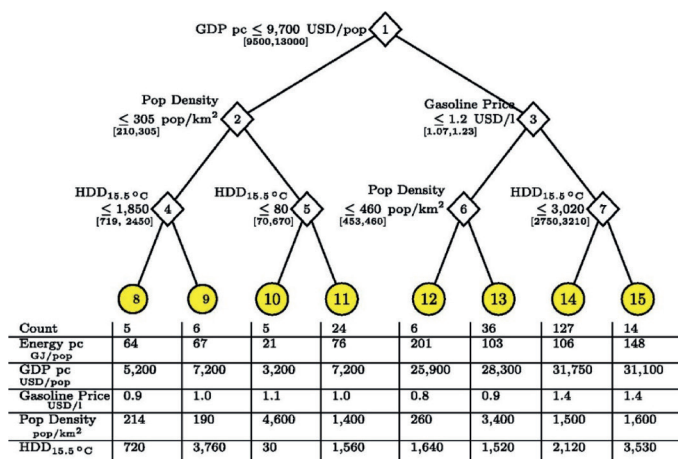 GDP pc ≤ 9,700 USD/pop
[9500,13000]
1
Pop Density
≤ 305 pop/km²
[210,305]
2
Gasoline Price
≤ 1.2 USD/l
[1.07,1.23]
3
HDD15.5°C
≤ 1,850
[719, 2450]
4
HDD15.5°C
≤ 80
[70,670]
5
Pop Density
≤ 460 pop/km²
[453,460]
6
HDD15.5°C
≤ 3,020
[2750,3210]
7
8 9 10 11 12 13 14 15
Count 5 6 5 24 6 36 127 14
Energy pc 64 67 21 76 201 103 106 148
GJ/pop
GDP pc 5,200 7,200 3,200 7,200 25,900 28,300 31,750 31,100
USD/pop
Gasoline Price 0.9 1.0 1.1 1.0 0.8 0.9 1.4 1.4
USD/l
Pop Density 214 190 4,600 1,400 260 3,400 1,500 1,600
pop/km²
HDD15.5°C 720 3,760 30 1,560 1,640 1,520 2,120 3,530